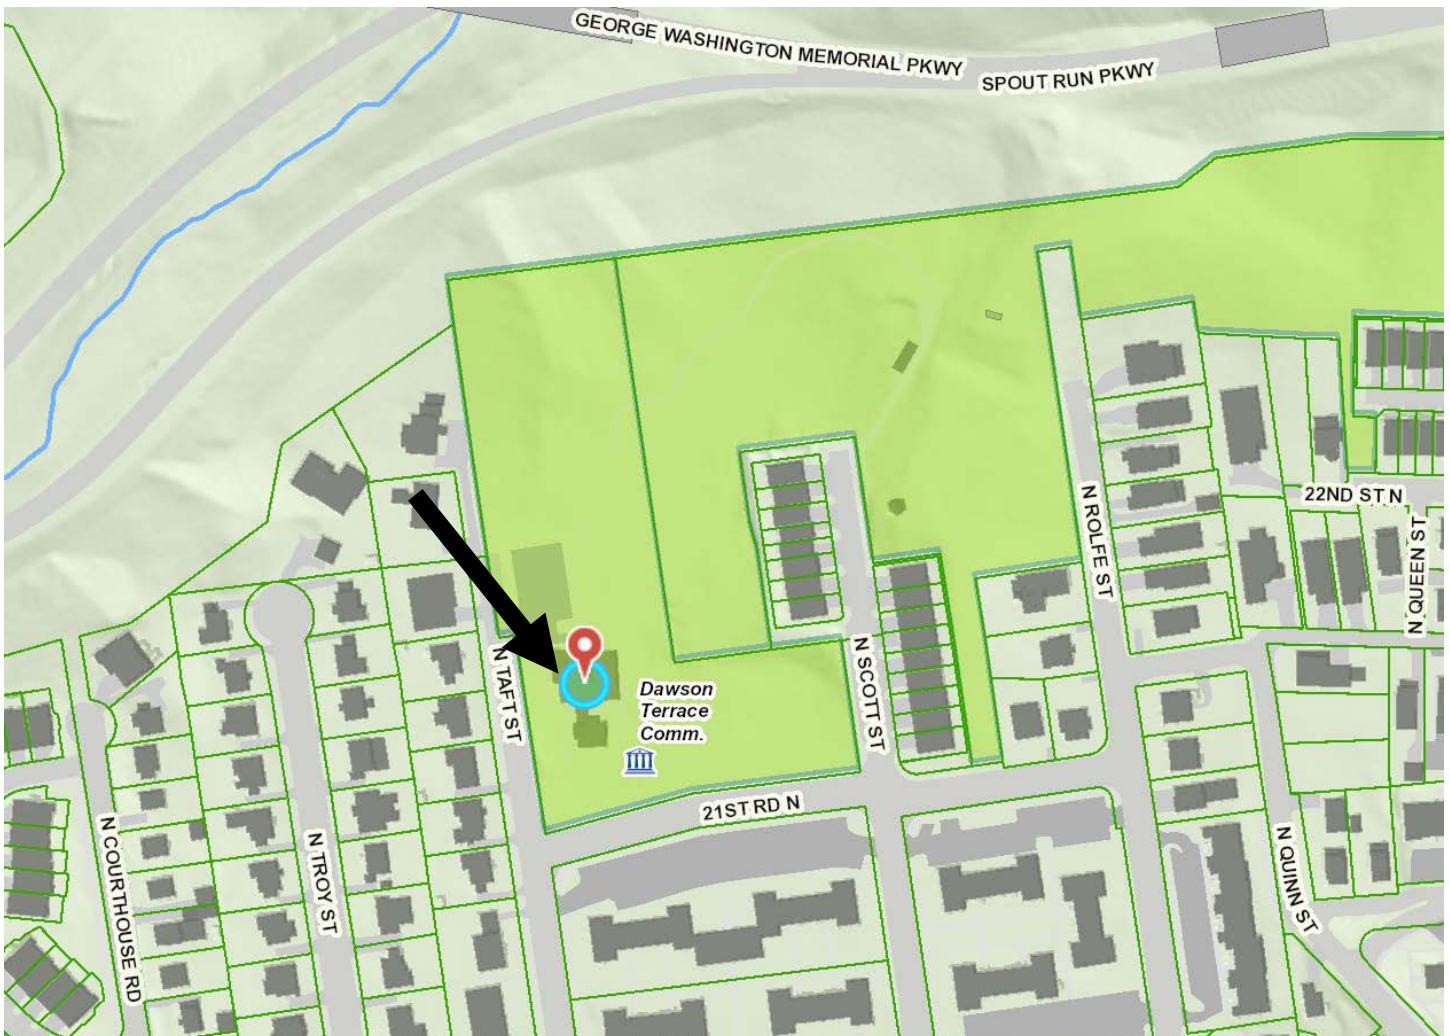 GEORGE WASHINGTON MEMORIAL PKWY
SPOUT RUN PKWY
22ND ST N
N QUEEN ST
N ROLFE ST
N SCOTT ST
N TAFT ST
Dawson
Terrace
Comm.
21ST RD N
N COURTHOUSE RD
N TROY ST
N QUINN ST